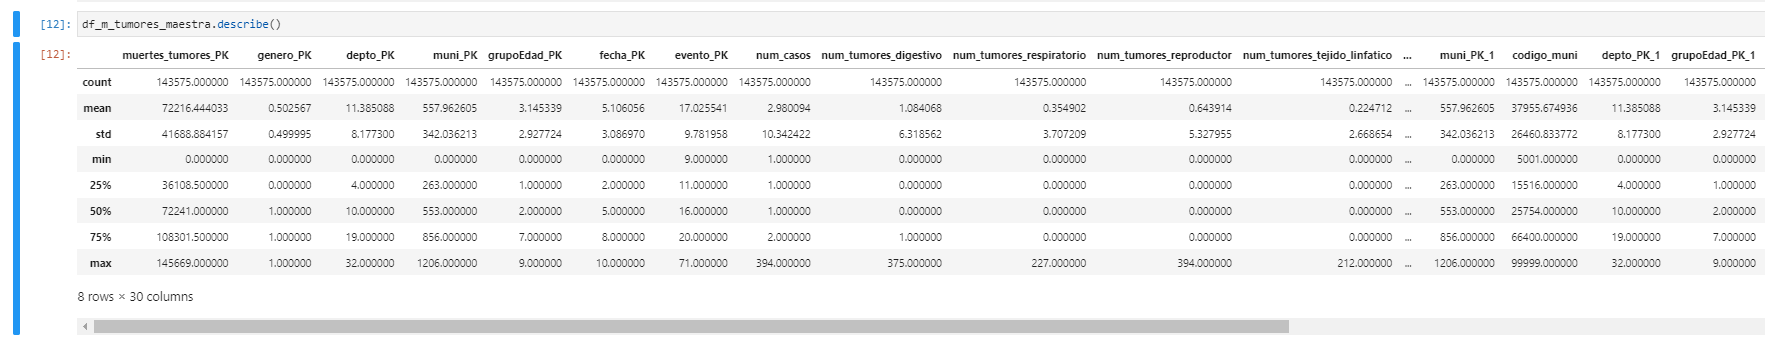 [12]: df_m_tumores_maestra.describe()
[12]: muertes_tumores_PK genero_PK depto_PK muni_PK grupoEdad_PK fecha_PK evento_PK num_casos num_tumores_digestivo num_tumores_respiratorio num_tumores_reproductor num_tumores_tejido_linfatico ... muni_PK_1 codigo_muni depto_PK_1 grupoEdad_PK_1
count 143575.000000 143575.000000 143575.000000 143575.000000 143575.000000 143575.000000 143575.000000 143575.000000 143575.000000 143575.000000 143575.000000 143575.000000 ... 143575.000000 143575.000000 143575.000000 143575.000000
mean 72216.444033 0.502567 11.385088 557.962605 3.145339 5.106056 17.025541 2.980094 1.084068 0.354902 0.643914 0.224712 ... 557.962605 37955.674936 11.385088 3.145339
std 41688.884157 0.499995 8.177300 342.036213 2.927724 3.086970 9.781958 10.342422 6.318562 3.707209 5.327955 2.668654 ... 342.036213 26460.833772 8.177300 2.927724
min 0.000000 0.000000 0.000000 0.000000 0.000000 0.000000 9.000000 1.000000 0.000000 0.000000 0.000000 0.000000 ... 0.000000 5001.000000 0.000000 0.000000
25% 36108.500000 0.000000 4.000000 263.000000 1.000000 2.000000 11.000000 1.000000 0.000000 0.000000 0.000000 0.000000 ... 263.000000 15516.000000 4.000000 1.000000
50% 72241.000000 1.000000 10.000000 553.000000 2.000000 5.000000 16.000000 1.000000 0.000000 0.000000 0.000000 0.000000 ... 553.000000 25754.000000 10.000000 2.000000
75% 108301.500000 1.000000 19.000000 856.000000 7.000000 8.000000 20.000000 2.000000 1.000000 0.000000 0.000000 0.000000 ... 856.000000 66400.000000 19.000000 7.000000
max 145669.000000 1.000000 32.000000 1206.000000 9.000000 10.000000 71.000000 394.000000 375.000000 227.000000 394.000000 212.000000 ... 1206.000000 99999.000000 32.000000 9.000000
8 rows × 30 columns